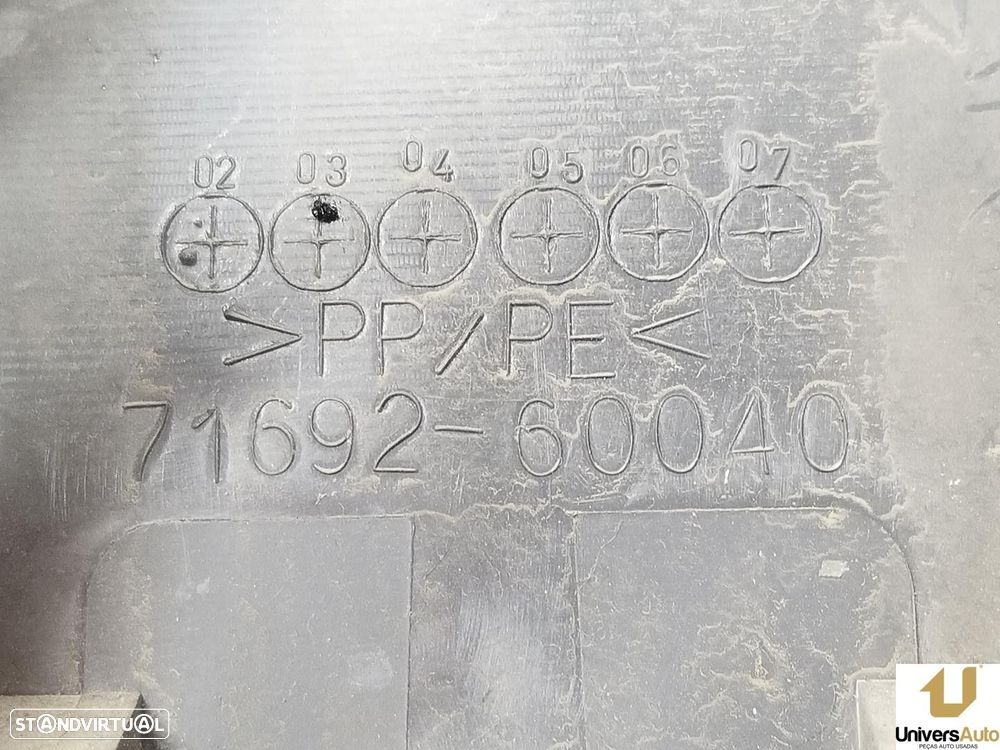 02 03 04 05 06 07
>PP/PE<
71692-60040
STANDVIRTUAL
UniversAuto
PEÇAS AUTO USADAS